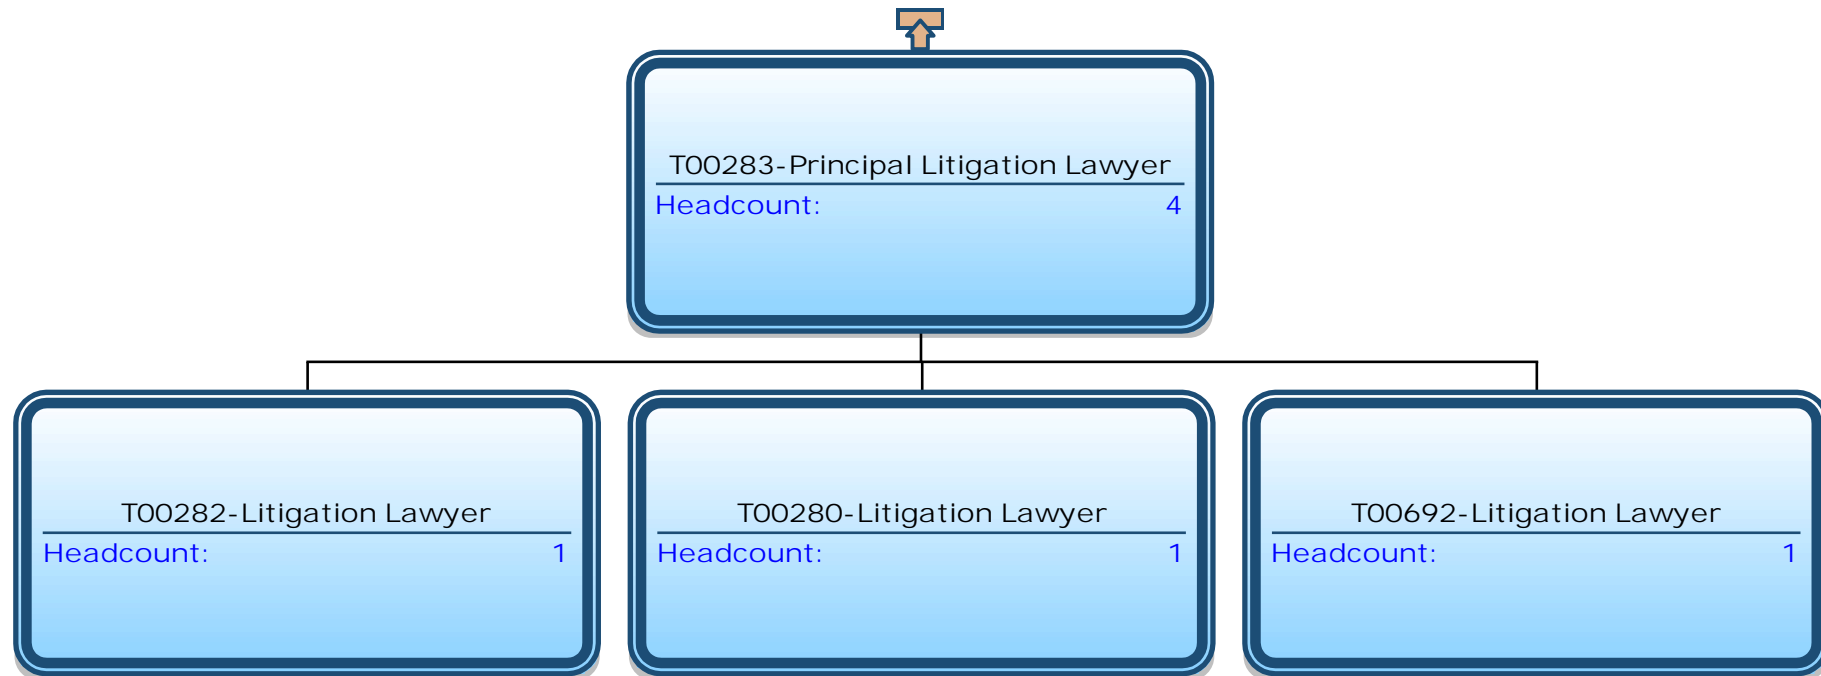 T00283-Principal Litigation Lawyer
Headcount: 4
T00282-Litigation Lawyer
Headcount: 1
T00280-Litigation Lawyer
Headcount: 1
T00692-Litigation Lawyer
Headcount: 1